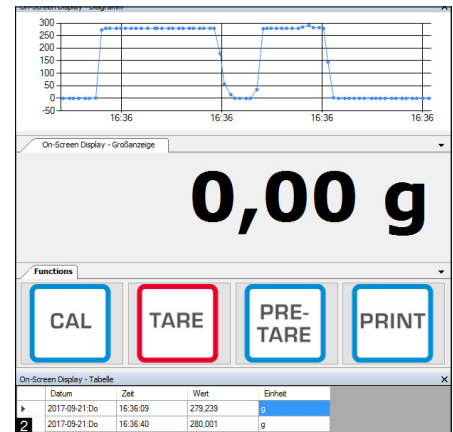 On-Screen Display - Diagramm
300
250
200
150
100
50
0
-50
16:36 16:36 16:36 16:36
On-Screen Display - Großanzeige
0,00 g
Functions
CAL
TARE
PRE-
TARE
PRINT
On-Screen Display - Tabelle
Datum Zeit Wert Einheit
2017-09-21:Do 16:36:09 279,239 g
2 2017-09-21:Do 16:36:40 280,001 g